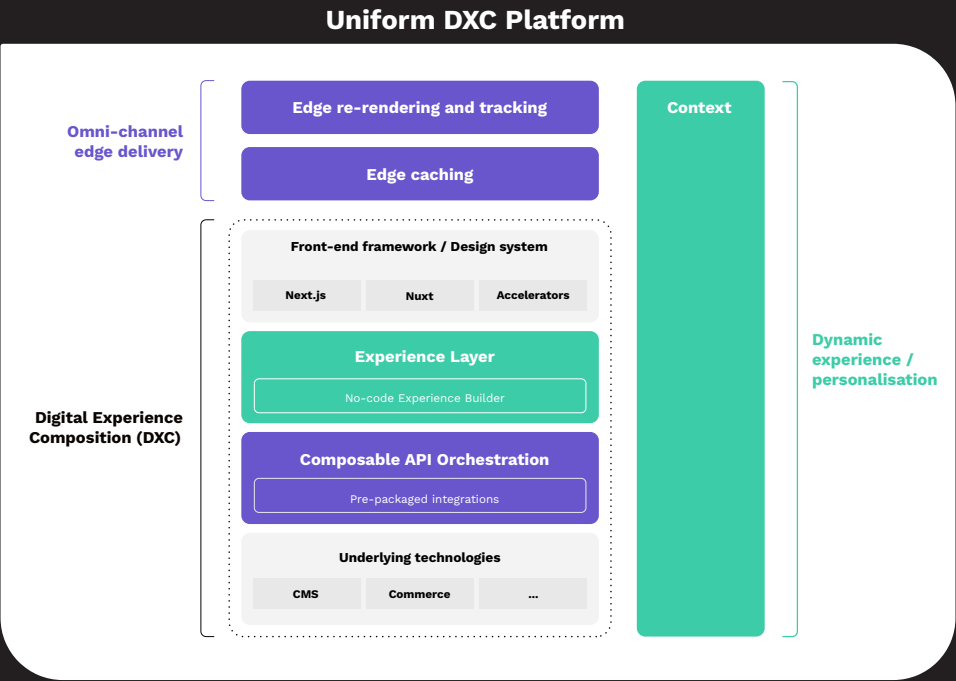 Uniform DXC Platform
Omni-channel
edge delivery
Edge re-rendering and tracking
Edge caching
Context
Digital Experience
Composition (DXC)
Front-end framework / Design system
Next.js
Nuxt
Accelerators
Experience Layer
No-code Experience Builder
Composable API Orchestration
Pre-packaged integrations
Underlying technologies
CMS
Commerce
...
Dynamic
experience /
personalisation